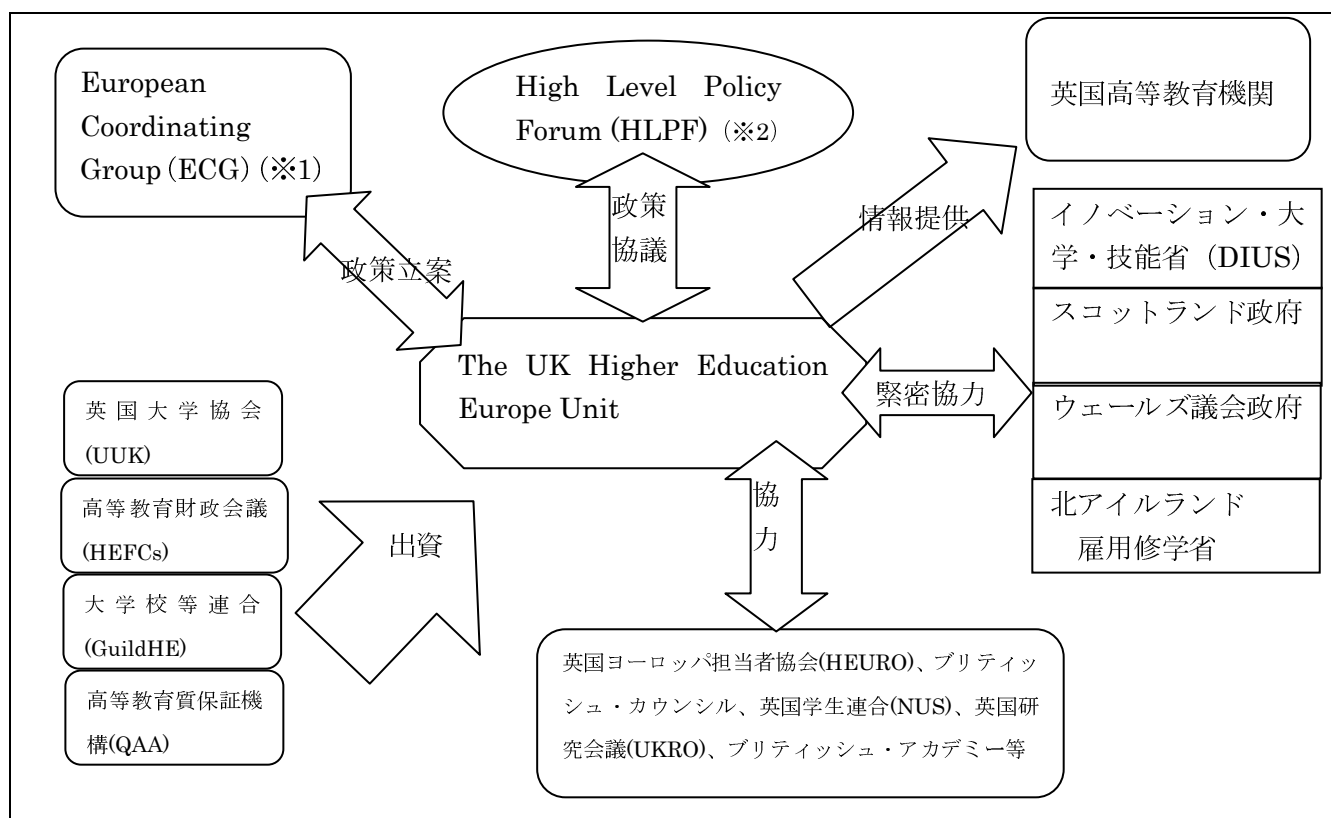 European
Coordinating
Group (ECG) (※1)
High Level Policy
Forum (HLPF) (※2)
英国高等教育機関
政策
協議
情報提供
政策立案
イノベーション・大
学・技能省 (DIUS)
スコットランド政府
ウェールズ議会政府
北アイルランド
雇用修学省
The UK Higher Education
Europe Unit
緊密協力
英国大学協会
(UUK)
高等教育財政会議
(HEFCs)
大学校等連合
(GuildHE)
高等教育質保証機
構(QAA)
出資
協
力
英国ヨーロッパ担当者協会(HEURO)、ブリティッ
シュ・カウンシル、英国学生連合(NUS)、英国研
究会議(UKRO)、ブリティッシュ・アカデミー等